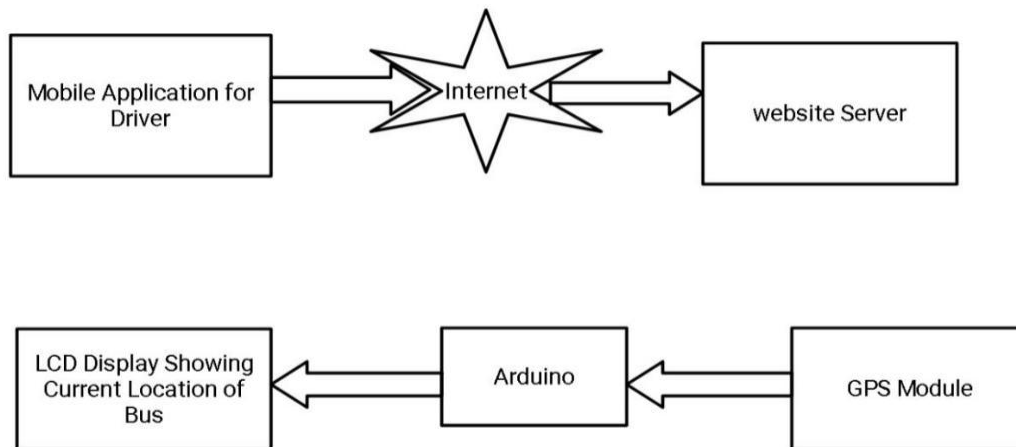 Mobile Application for
Driver
Internet
website Server
LCD Display Showing
Current Location of
Bus
Arduino
GPS Module